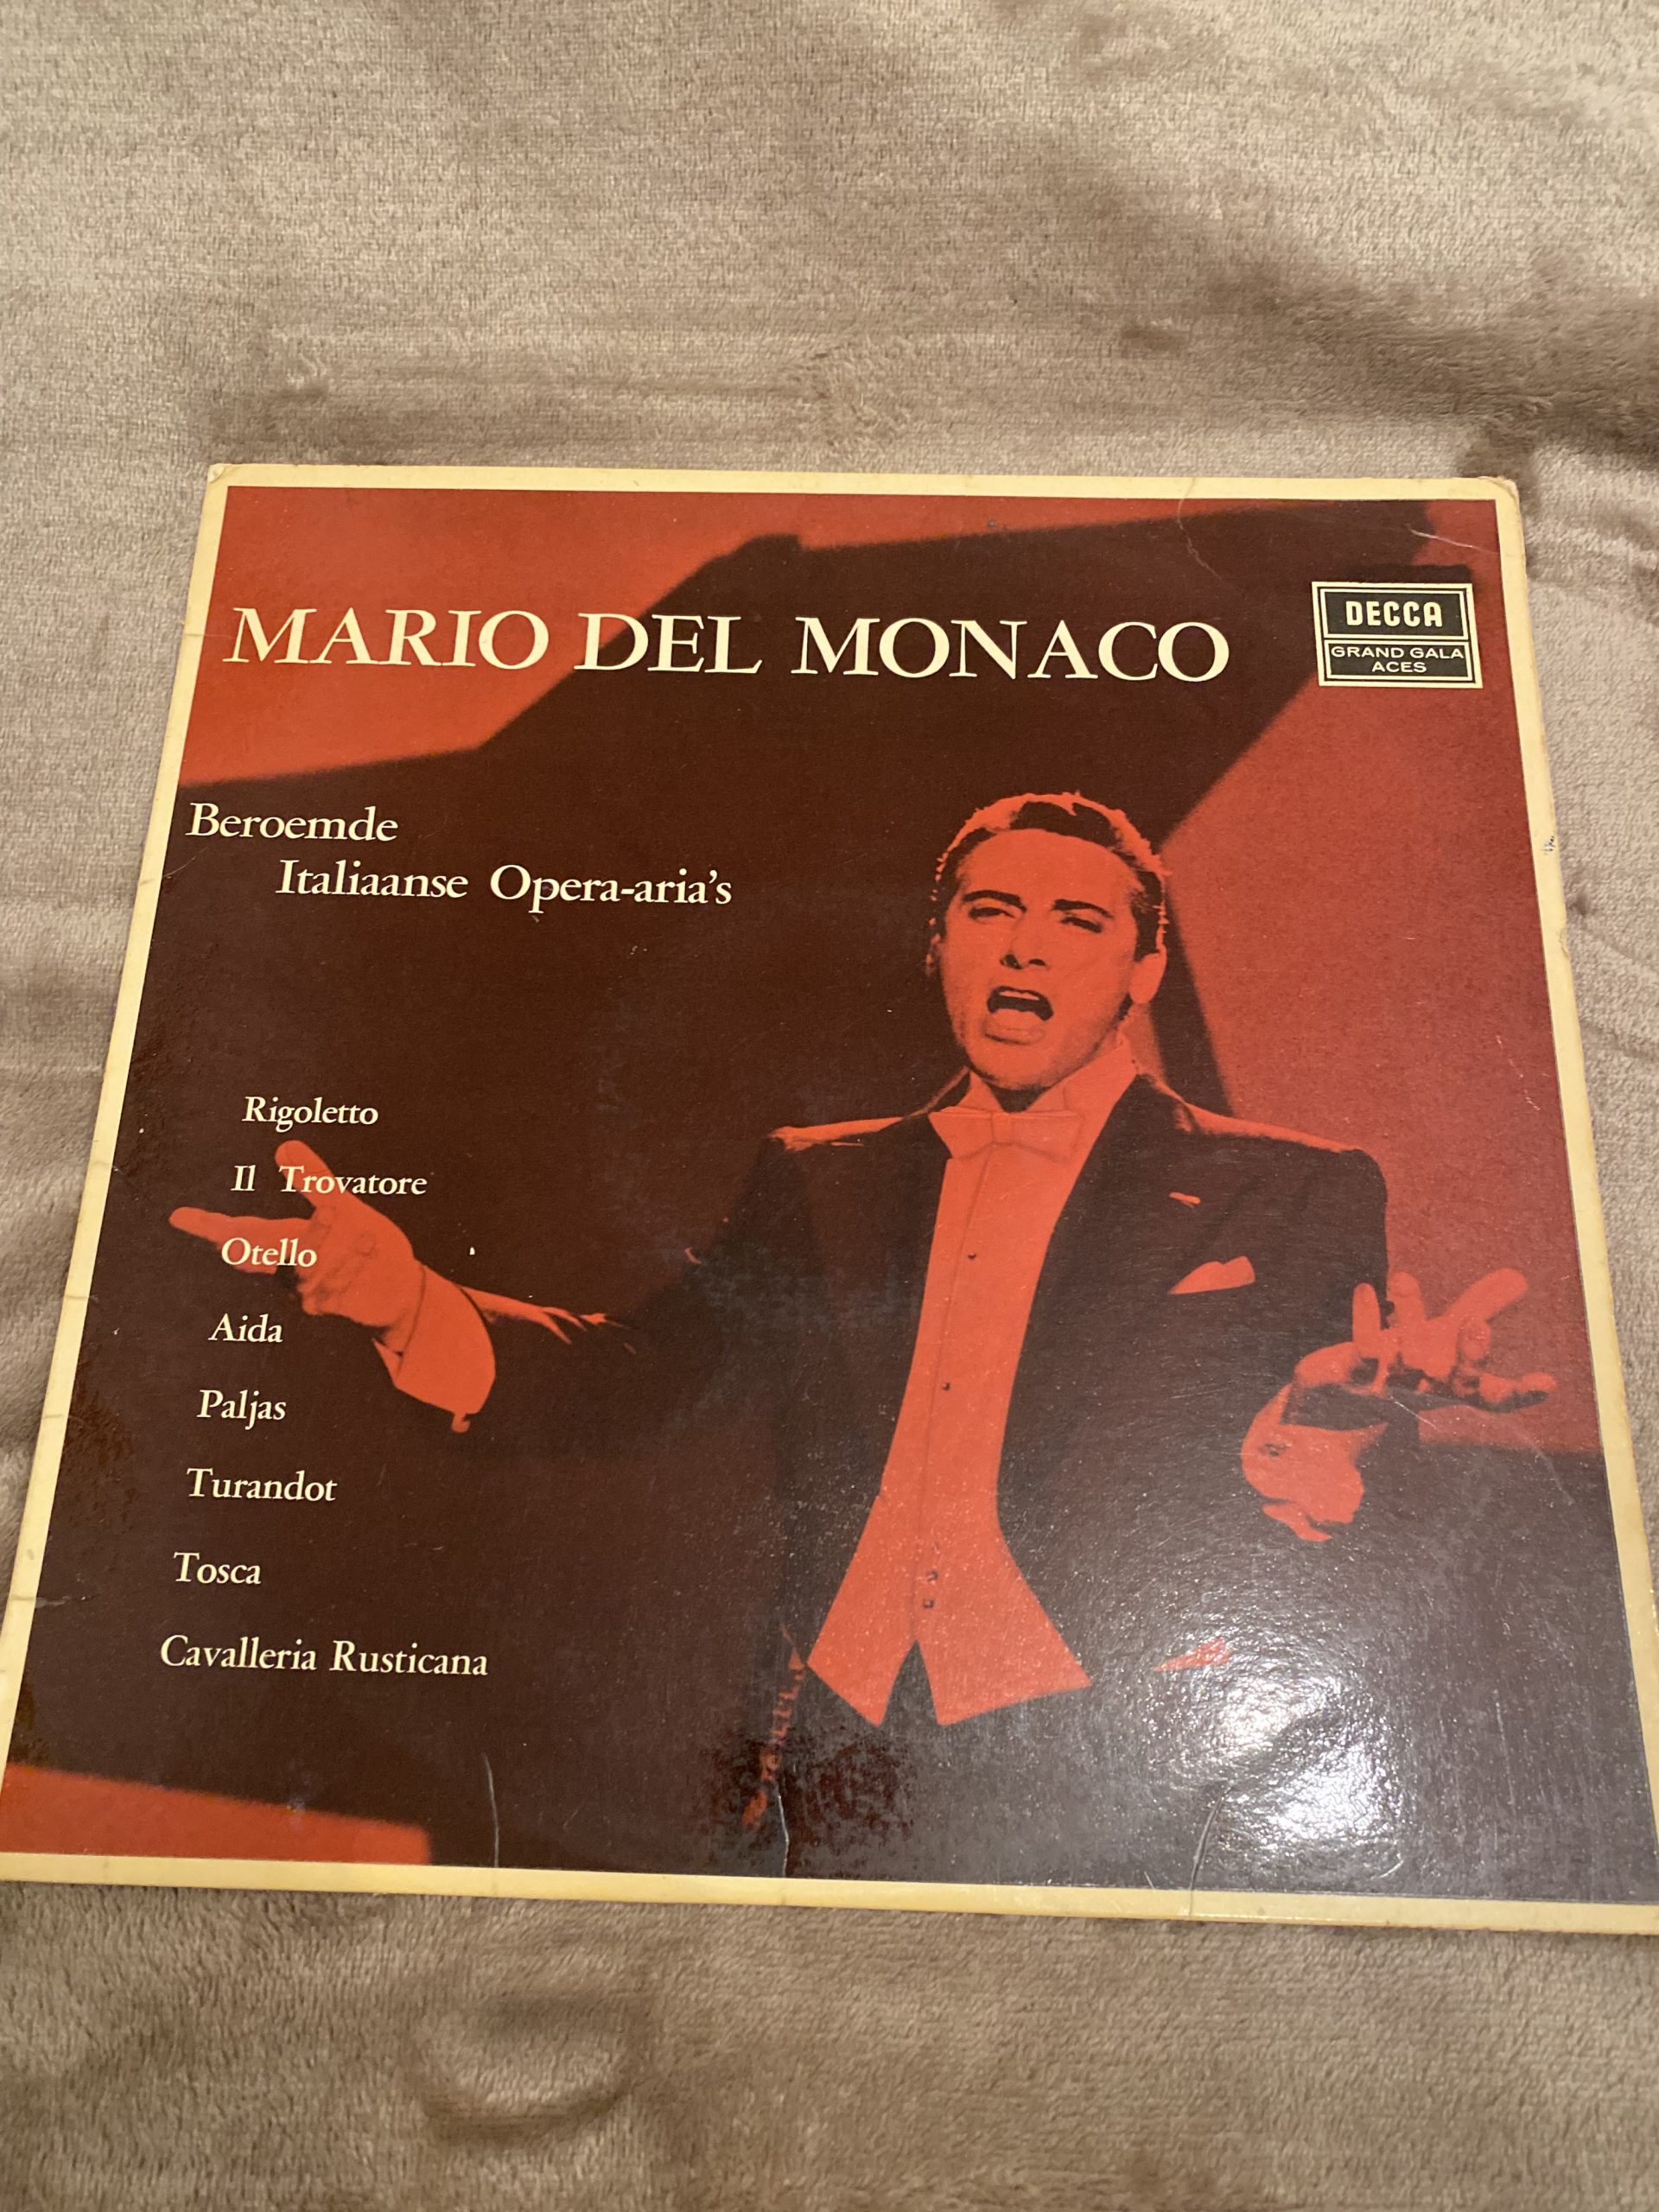 MARIO DEL MONACO
DECCA
GRAND GALA
ACES
Beroemde
Italiaanse Opera-aria's
Rigoletto
Il Trovatore
Otello
Aida
Paljas
Turandot
Tosca
Cavalleria Rusticana